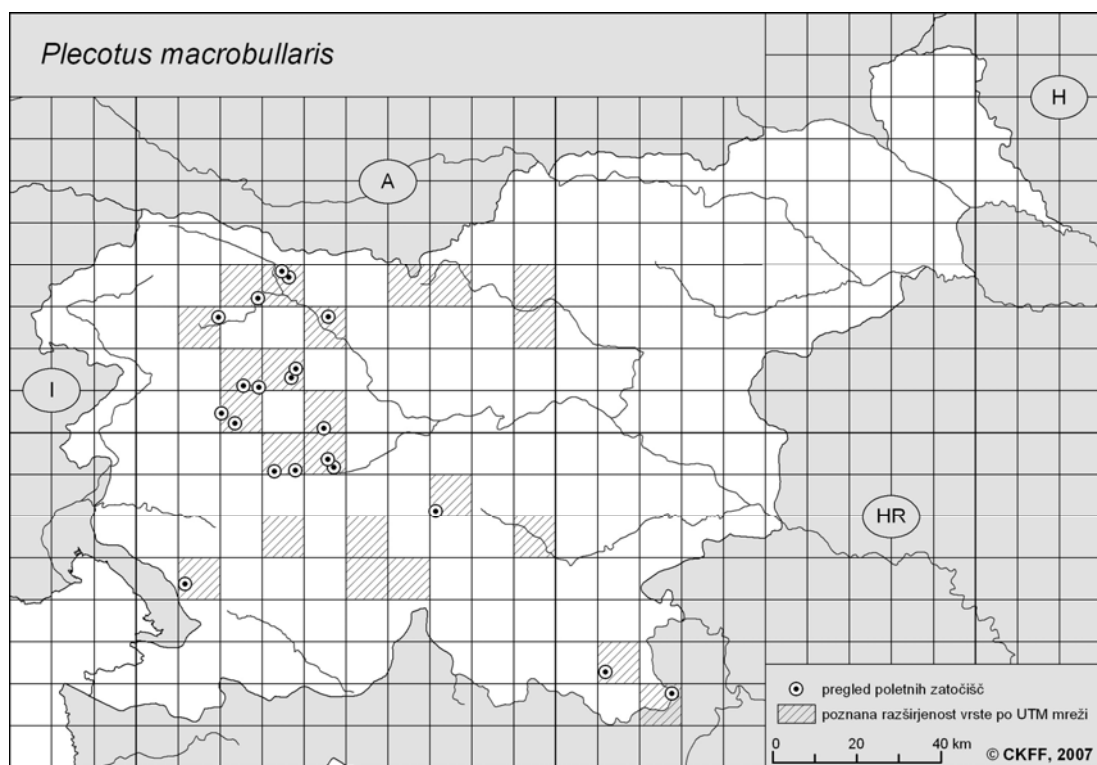 Plecotus macrobullaris
H
A
I
HR
pregled poletnih zatočišč
poznana razširjenost vrste po UTM mreži
0 20 40 km
© CKFF, 2007